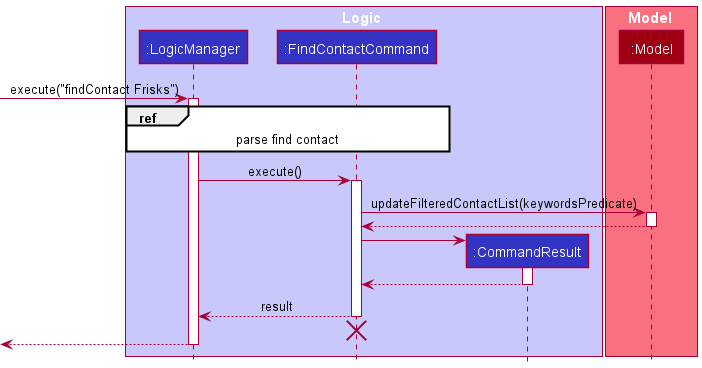 Logic
Model
:LogicManager
:FindContactCommand
:Model
execute("findContact Frisks")
ref
parse find contact
execute()
updateFilteredContactList(keywordsPredicate)
:CommandResult
result